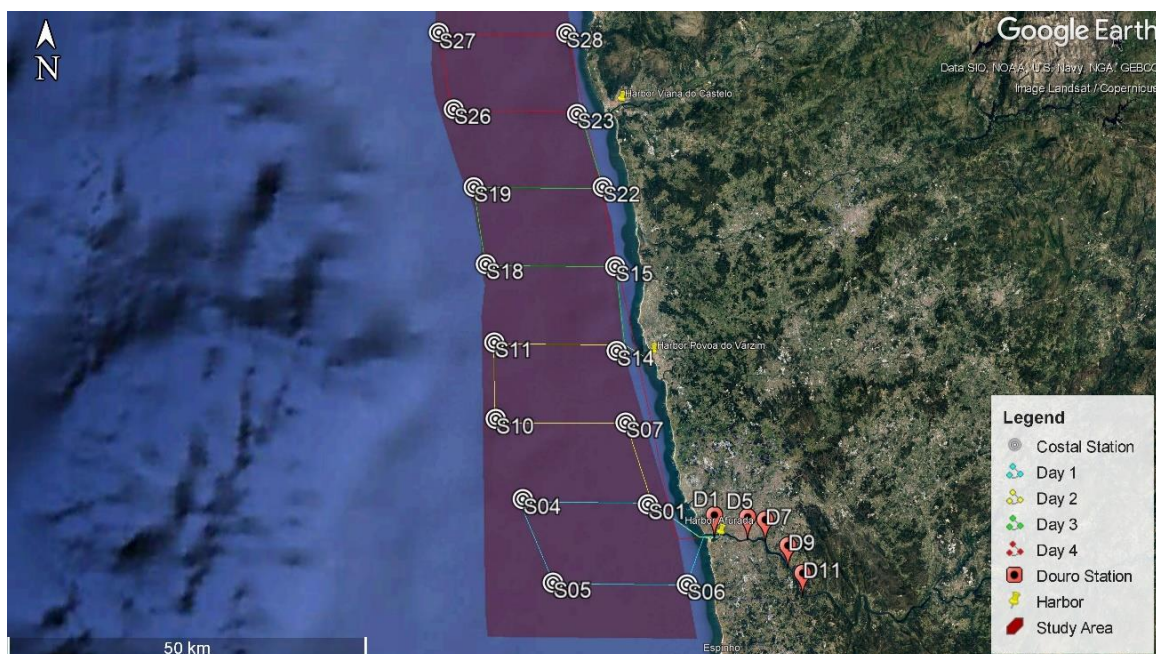 N
S27
S28
Google Earth
Data SIO, NOAA, U.S. Navy, NGA, GEBCO
Image Landsat / Copernicus
Harbor Viana do Castelo
S26
S23
S19
S22
S18
S15
S11
S14
Harbor Povoa do Varzim
S10
S07
S04
S01
D1
D5
D7
Harbor Afurada
D9
D11
S05
S06
Espinho
50 km
Legend
Costal Station
Day 1
Day 2
Day 3
Day 4
Douro Station
Harbor
Study Area